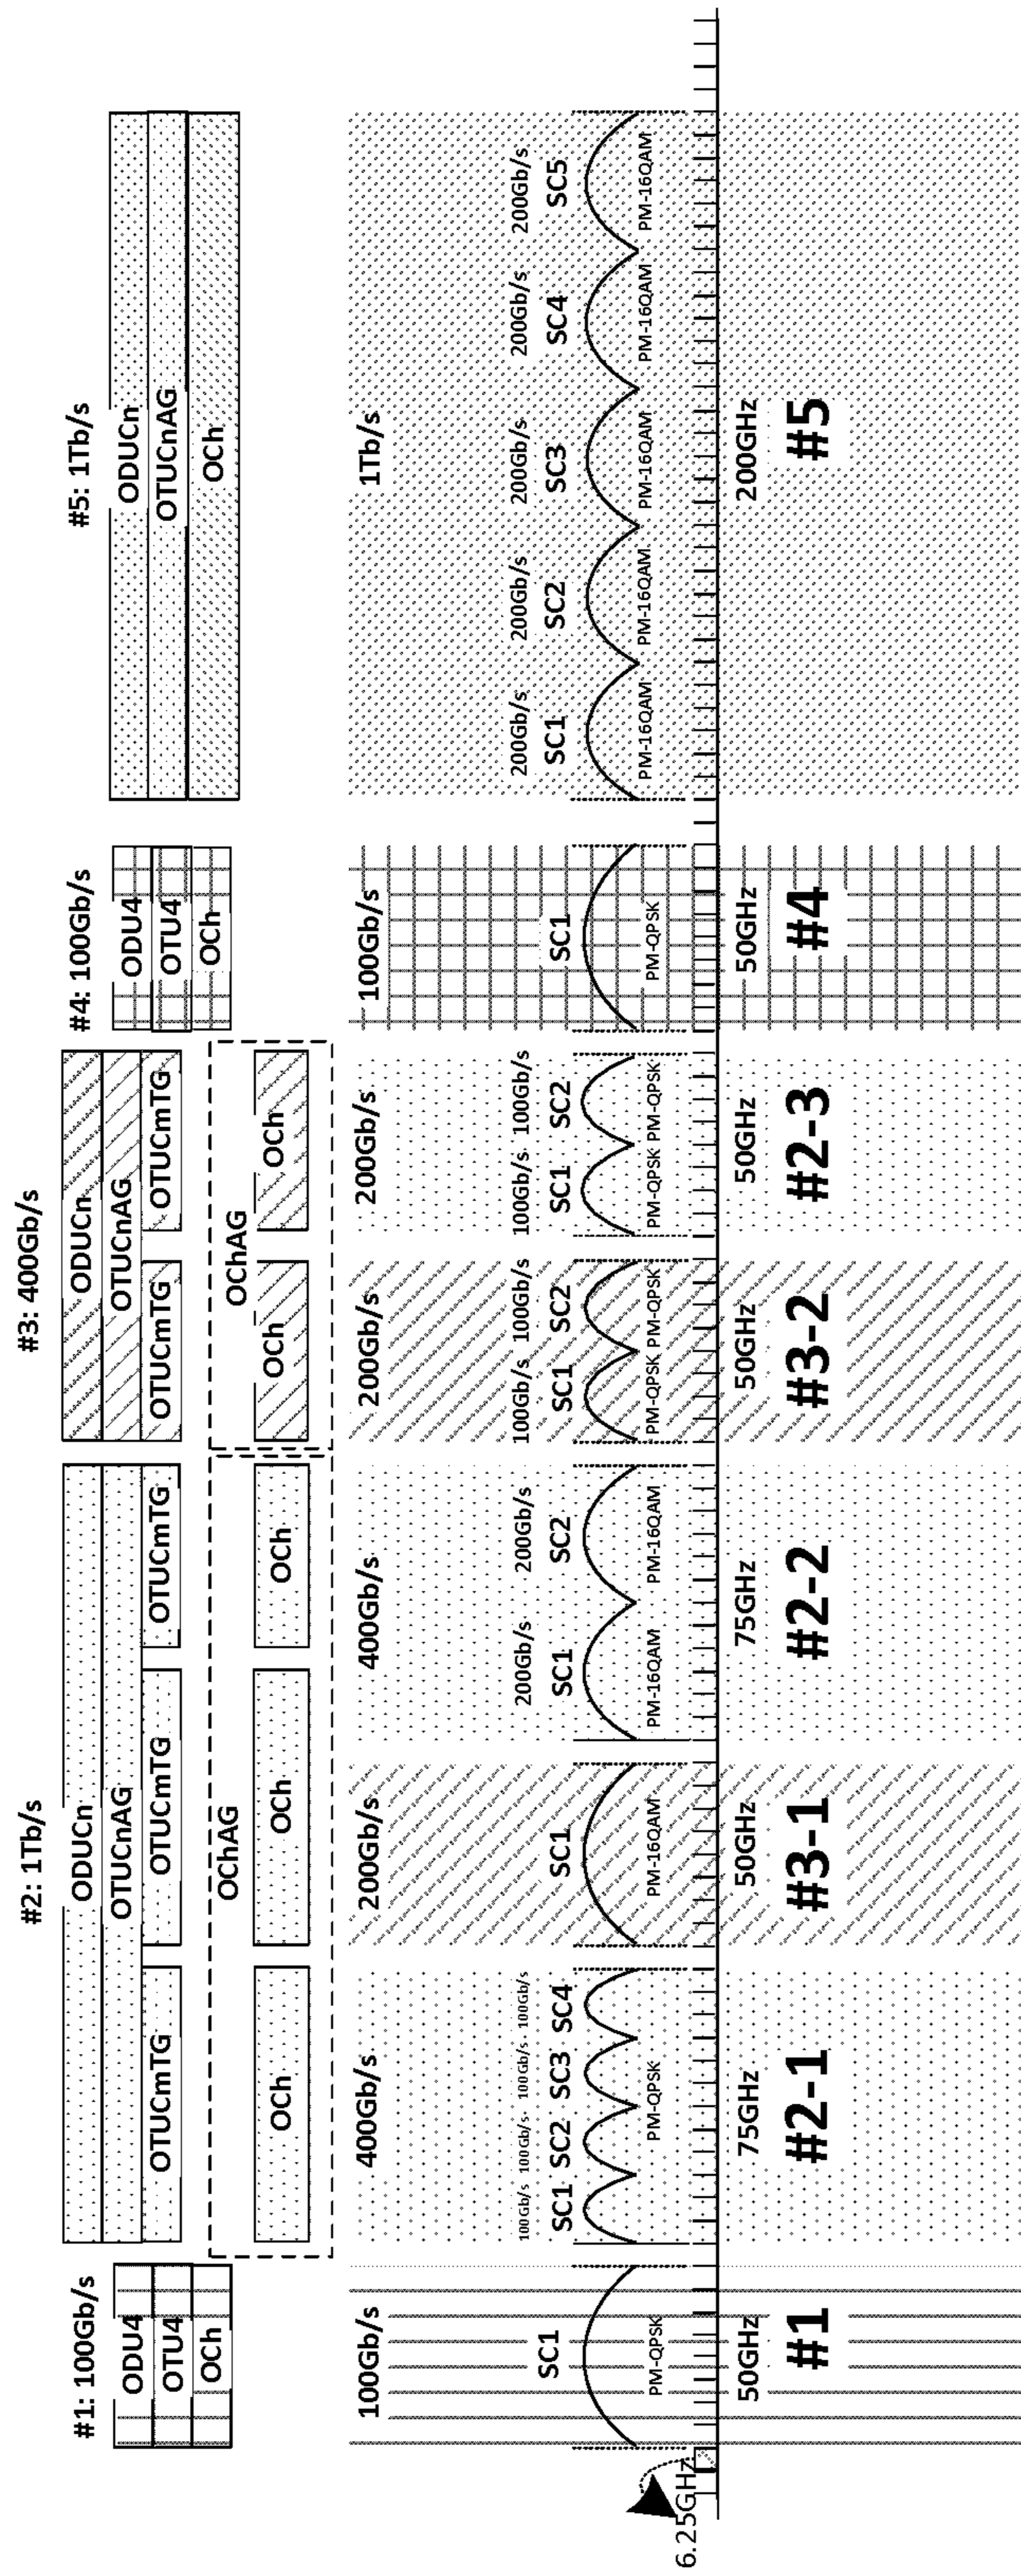 #1: 100Gb/s
ODU4
OTU4
OCh
#2: 1Tb/s
ODUCn
OTUCnAG
OTUCmTG
OTUCmTG
OTUCmTG
OChAG
OCh
OCh
OCh
#3: 400Gb/s
ODUCn
OTUCnAG
OTUCmTG
OTUCmTG
OChAG
OCh
OCh
#4: 100Gb/s
ODU4
OTU4
OCh
#5: 1Tb/s
ODUCn
OTUCnAG
OCh
6.25GHz
100Gb/s
SC1
PM-QPSK
50GHz
#1
400Gb/s
100Gb/s 100Gb/s 100Gb/s 100Gb/s
SC1 SC2 SC3 SC4
PM-QPSK
75GHz
#2-1
200Gb/s
SC1
PM-16QAM
50GHz
#3-1
400Gb/s
200Gb/s 200Gb/s
SC1 SC2
PM-16QAM PM-16QAM
75GHz
#2-2
200Gb/s
100Gb/s 100Gb/s
SC1 SC2
PM-QPSK PM-QPSK
50GHz
#3-2
200Gb/s
100Gb/s 100Gb/s
SC1 SC2
PM-QPSK PM-QPSK
50GHz
#2-3
100Gb/s
SC1
PM-QPSK
50GHz
#4
1Tb/s
200Gb/s 200Gb/s 200Gb/s 200Gb/s 200Gb/s
SC1 SC2 SC3 SC4 SC5
PM-16QAM PM-16QAM PM-16QAM PM-16QAM PM-16QAM
200GHz
#5